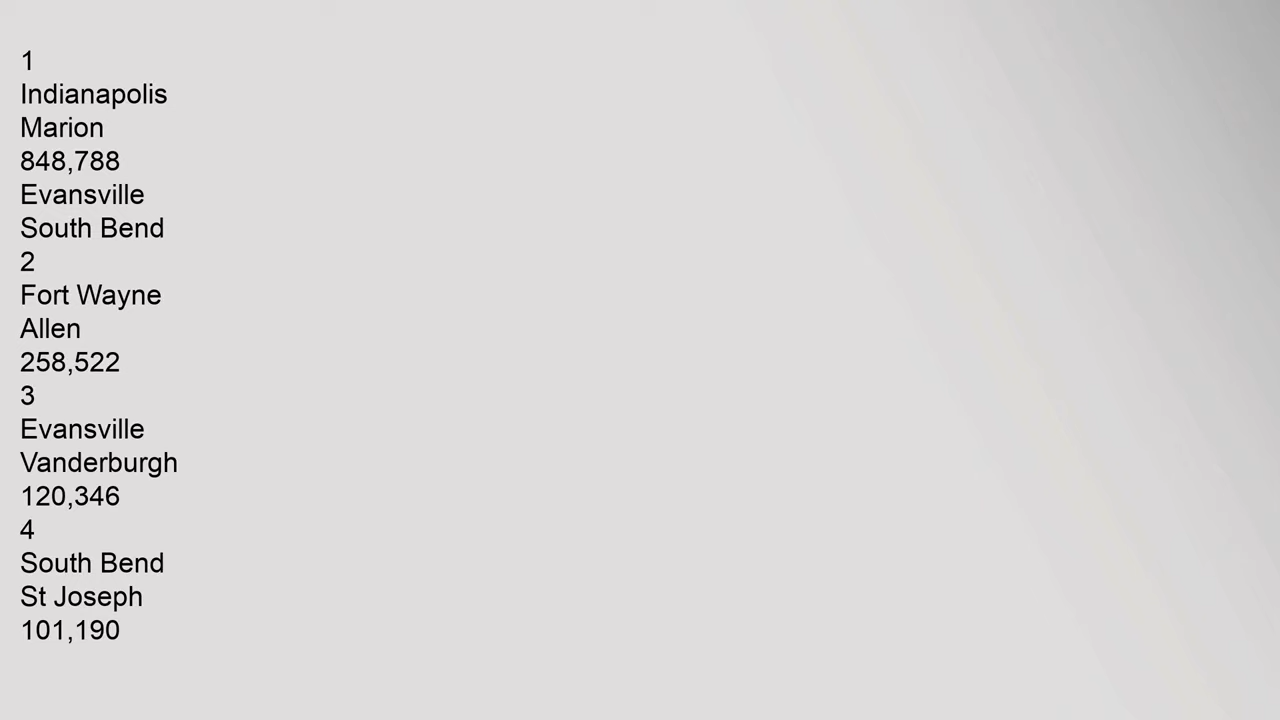 1
Indianapolis
Marion
848,788
Evansville
South Bend
2
Fort Wayne
Allen
258,522
3
Evansville
Vanderburgh
120,346
4
South Bend
St Joseph
101,190